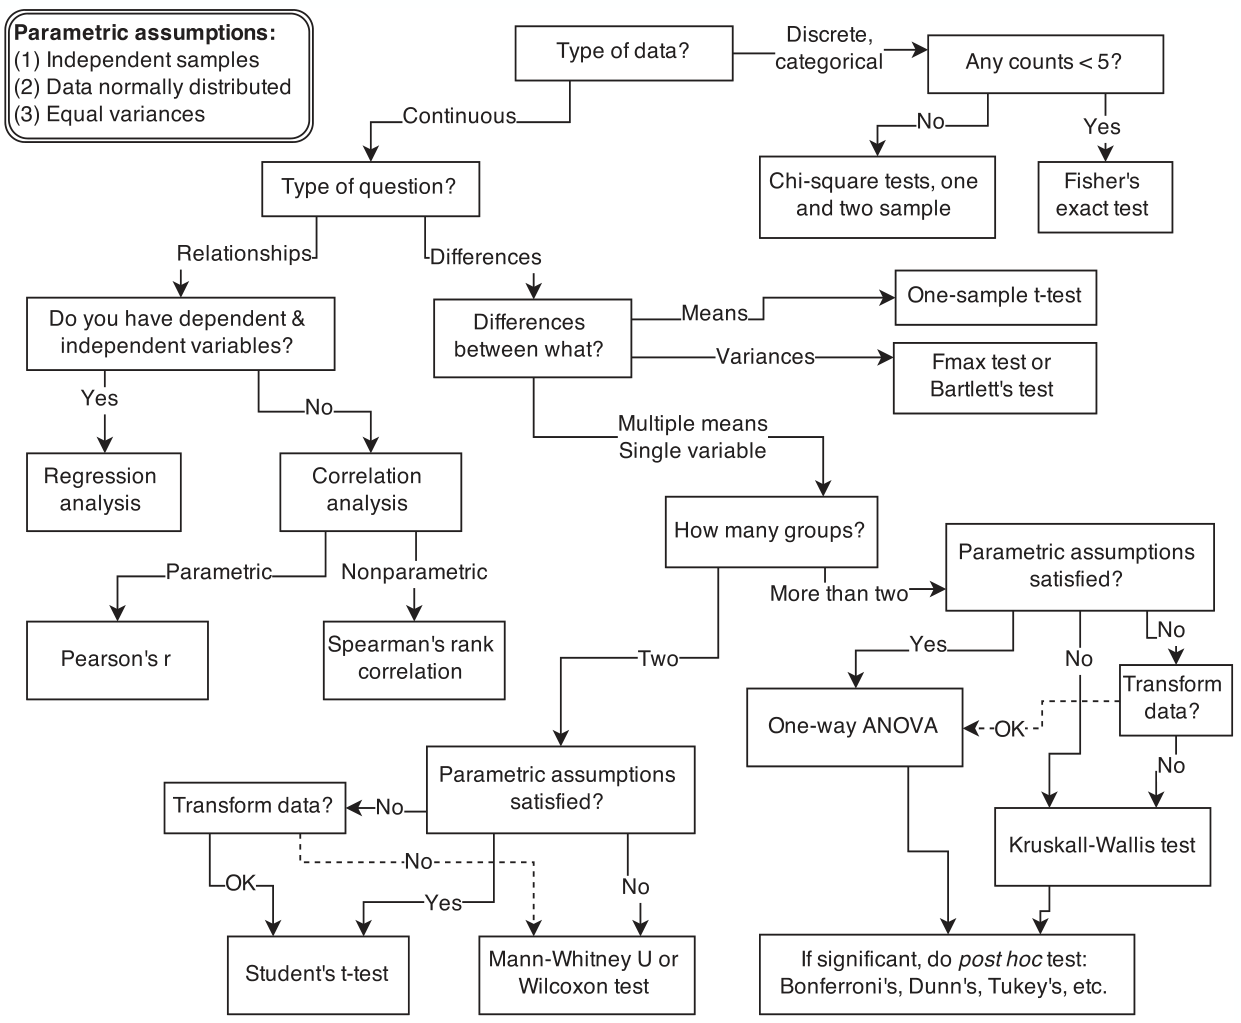 Parametric assumptions:
(1) Independent samples
(2) Data normally distributed
(3) Equal variances
Type of data?
Discrete,
categorical
Any counts < 5?
Continuous
No
Yes
Type of question?
Chi-square tests, one
and two sample
Fisher's
exact test
Relationships
Differences
Do you have dependent &
independent variables?
Differences
between what?
Means
One-sample t-test
Variances
Fmax test or
Bartlett's test
Yes
No
Multiple means
Single variable
Regression
analysis
Correlation
analysis
How many groups?
Parametric assumptions
satisfied?
Parametric
Nonparametric
More than two
Pearson's r
Spearman's rank
correlation
Two
Yes
No
No
Transform
data?
One-way ANOVA
OK
No
Parametric assumptions
satisfied?
Transform data?
No
Kruskall-Wallis test
No
OK
Yes
No
Student's t-test
Mann-Whitney U or
Wilcoxon test
If significant, do post hoc test:
Bonferroni's, Dunn's, Tukey's, etc.